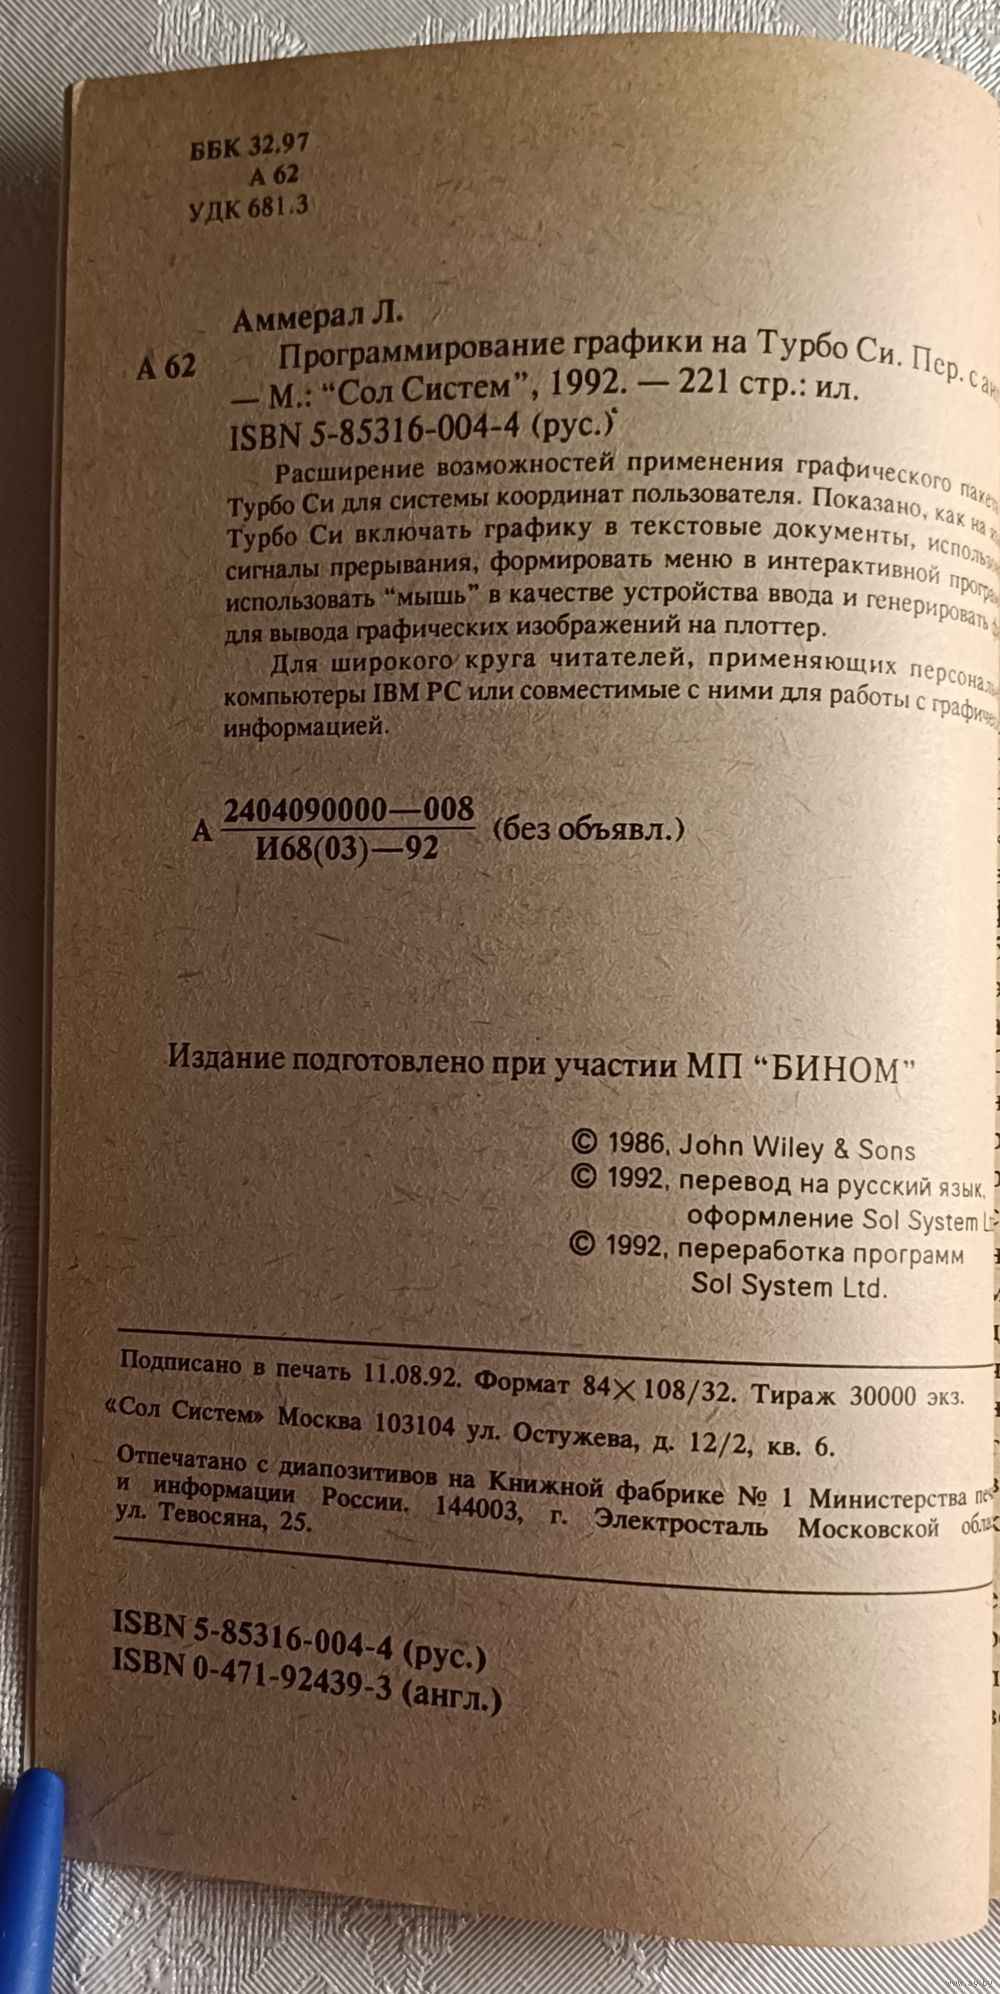 ББК 32.97
А 62
УДК 681.3
Аммерал Л.
А 62 Программирование графики на Турбо Си. Пер. с
— М.: “Сол Систем”, 1992. — 221 стр.: ил.
ISBN 5-85316-004-4 (рус.)
Расширение возможностей применения графического
Турбо Си для системы координат пользователя. Показано, как на
Турбо Си включать графику в текстовые документы,
сигналы прерывания, формировать меню в интерактивной
использовать “мышь” в качестве устройства ввода и генерировать
для вывода графических изображений на плоттер.
Для широкого круга читателей, применяющих
компьютеры IBM PC или совместимые с ними для работы с
информацией.
А 2404090000—008 (без объявл.)
И68(03)—92
Издание подготовлено при участии МП “БИНОМ”
© 1986, John Wiley & Sons
© 1992, перевод на русский язык,
оформление Sol System
© 1992, переработка программ
Sol System Ltd.
Подписано в печать 11.08.92. Формат 84×108/32. Тираж 30000 экз.
«Сол Систем» Москва 103104 ул. Остужева, д. 12/2, кв. 6.
Отпечатано с диапозитивов на Книжной фабрике № 1 Министерства
и информации России. 144003, г. Электросталь Московской
ул. Тевосяна, 25.
ISBN 5-85316-004-4 (рус.)
ISBN 0-471-92439-3 (англ.)
www.ay.by